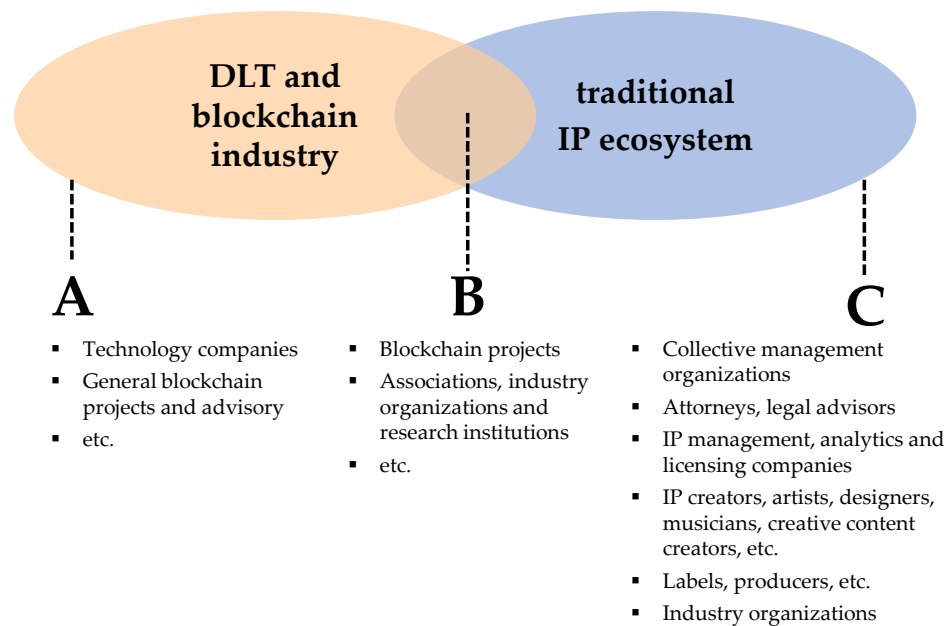 DLT and
blockchain
industry
traditional
IP ecosystem
A
▪ Technology companies
▪ General blockchain
projects and advisory
▪ etc.
B
▪ Blockchain projects
▪ Associations, industry
organizations and
research institutions
▪ etc.
C
▪ Collective management
organizations
▪ Attorneys, legal advisors
▪ IP management, analytics and
licensing companies
▪ IP creators, artists, designers,
musicians, creative content
creators, etc.
▪ Labels, producers, etc.
▪ Industry organizations